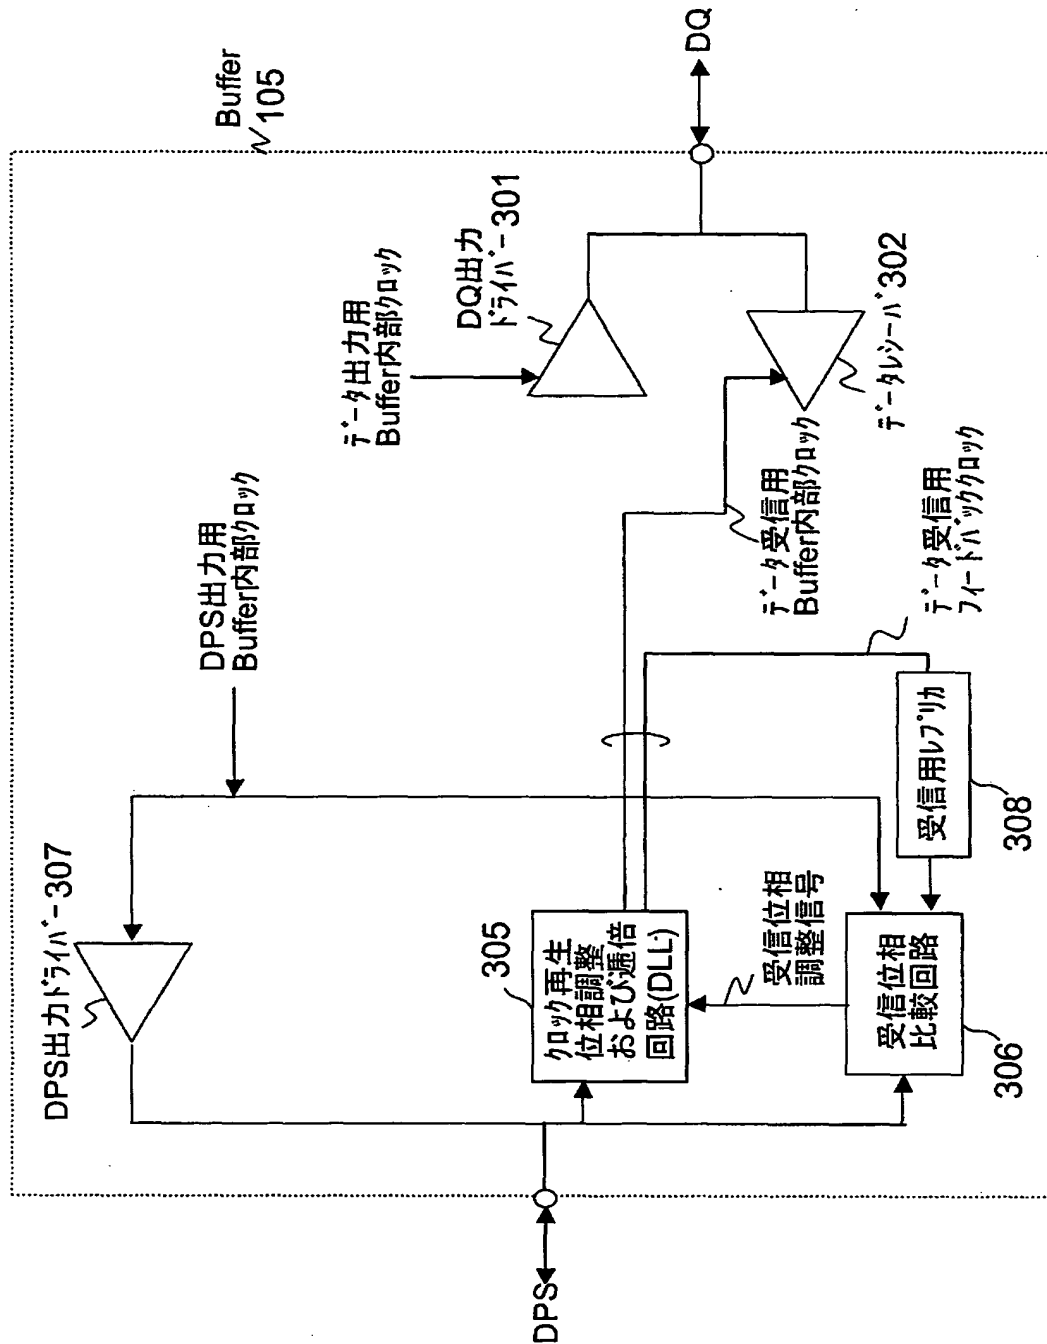 Buffer
105
DQ
データ出力用
Buffer内部クロック
DQ出力
ドライバー301
データレシーバ302
データ受信用
Buffer内部クロック
データ受信用
フィードバッククロック
DPS出力用
Buffer内部クロック
DPS出力ドライバー307
305
クロック再生
位相調整
および逓倍
回路(DLL)
受信位相
調整信号
受信用レプリカ
308
受信位相
比較回路
306
DPS